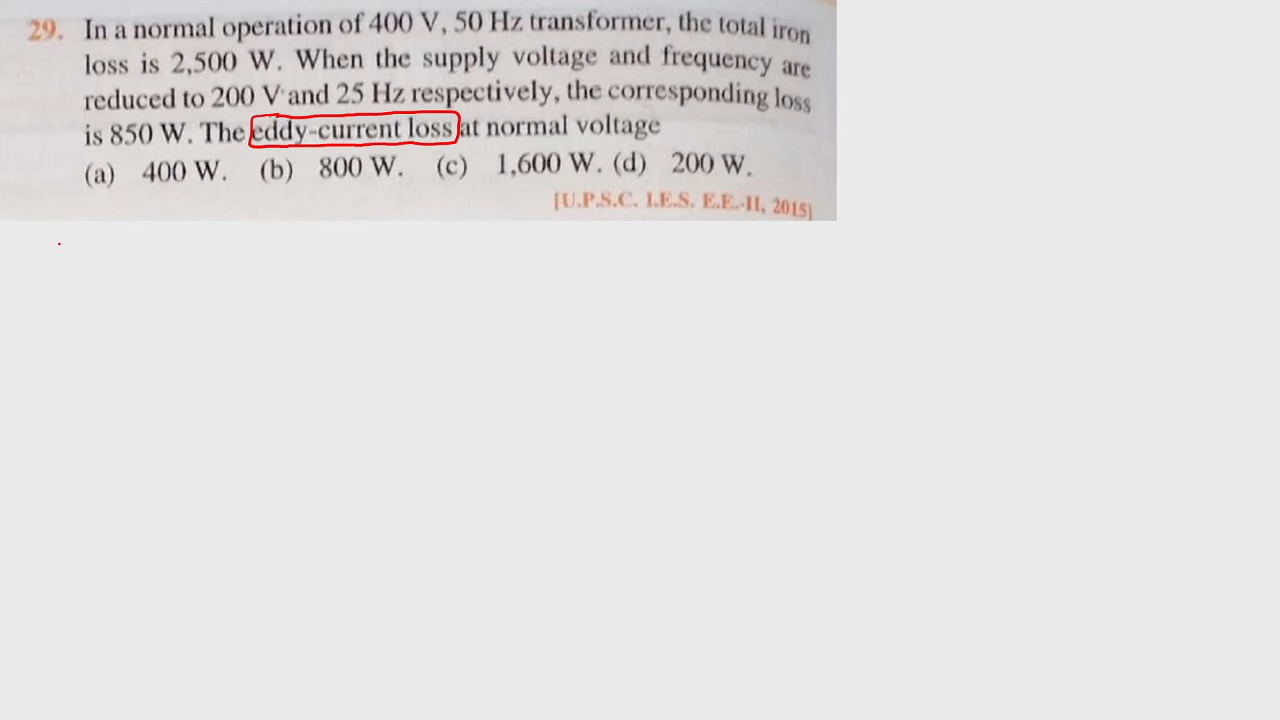 29. In a normal operation of 400 V, 50 Hz transformer, the total iron
loss is 2,500 W. When the supply voltage and frequency are
reduced to 200 V and 25 Hz respectively, the corresponding loss
is 850 W. The eddy-current loss at normal voltage
(a) 400 W. (b) 800 W. (c) 1,600 W. (d) 200 W.
[U.P.S.C. I.E.S. E.E.-II, 2015]